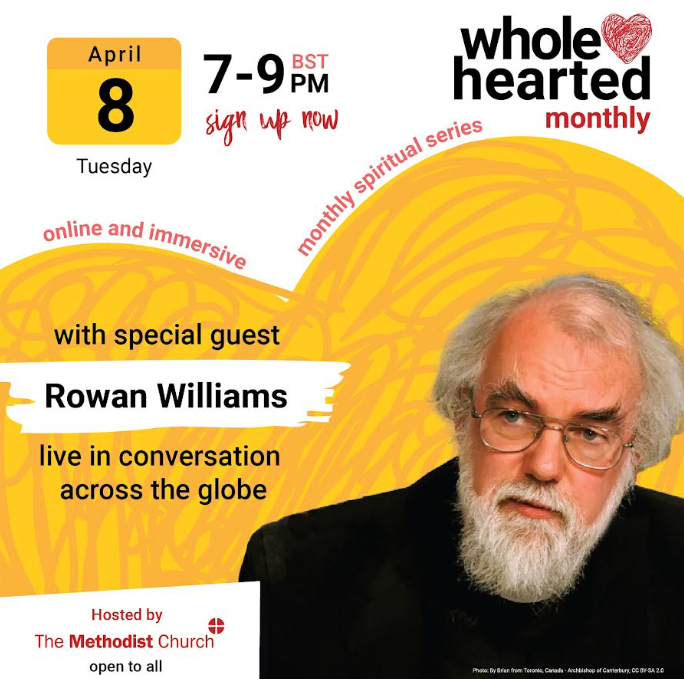 April
8
Tuesday
7-9 BST PM
sign up now
whole
hearted
monthly
online and immersive
monthly spiritual series
with special guest
Rowan Williams
live in conversation
across the globe
Hosted by
The Methodist Church
open to all
Photo: By Brian from Toronto, Canada - Archbishop of Canterbury, CC BY-SA 2.0